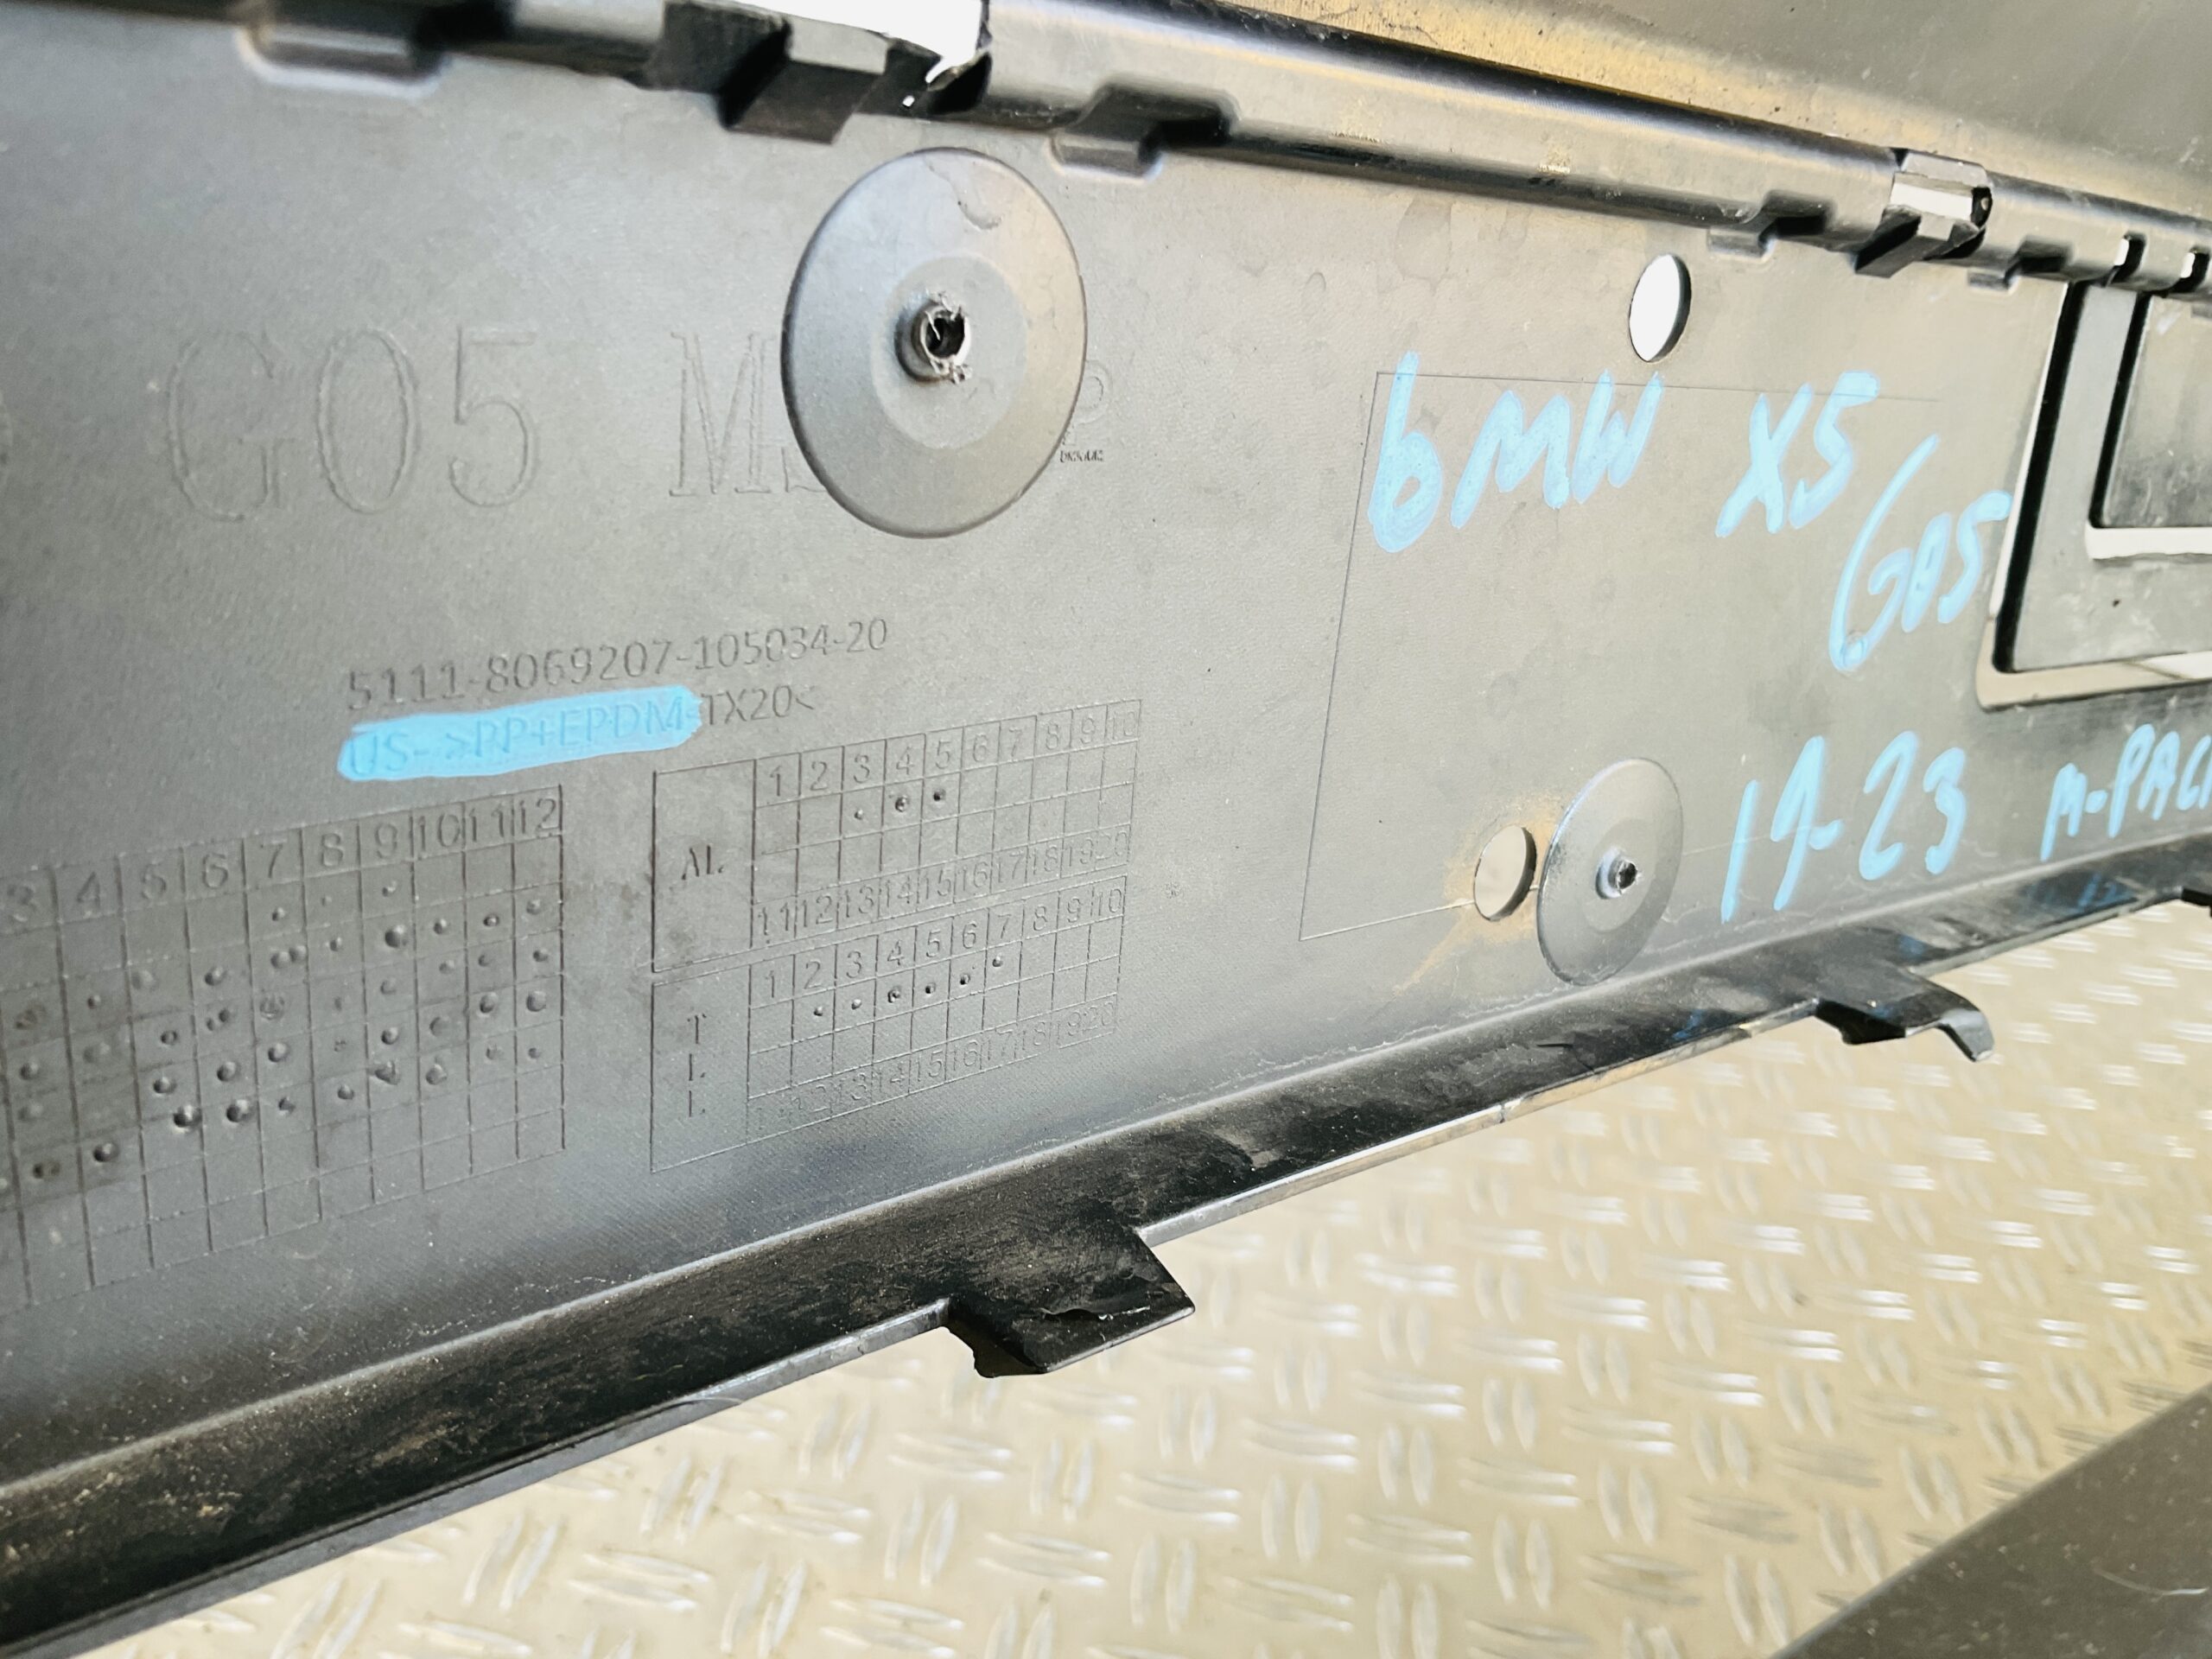 G05
bMW X5
G05
5111-8069207-105034-20
US- >PP+EPDM-TX20<
19-23 M-PACK
1 2 3 4 5 6 7 8 9 10
AL
11 12 13 14 15 16 17 18 19 20
3 4 5 6 7 8 9 10 11 12
1 2 3 4 5 6 7 8 9 10
T
L
L
11 12 13 14 15 16 17 18 19 20